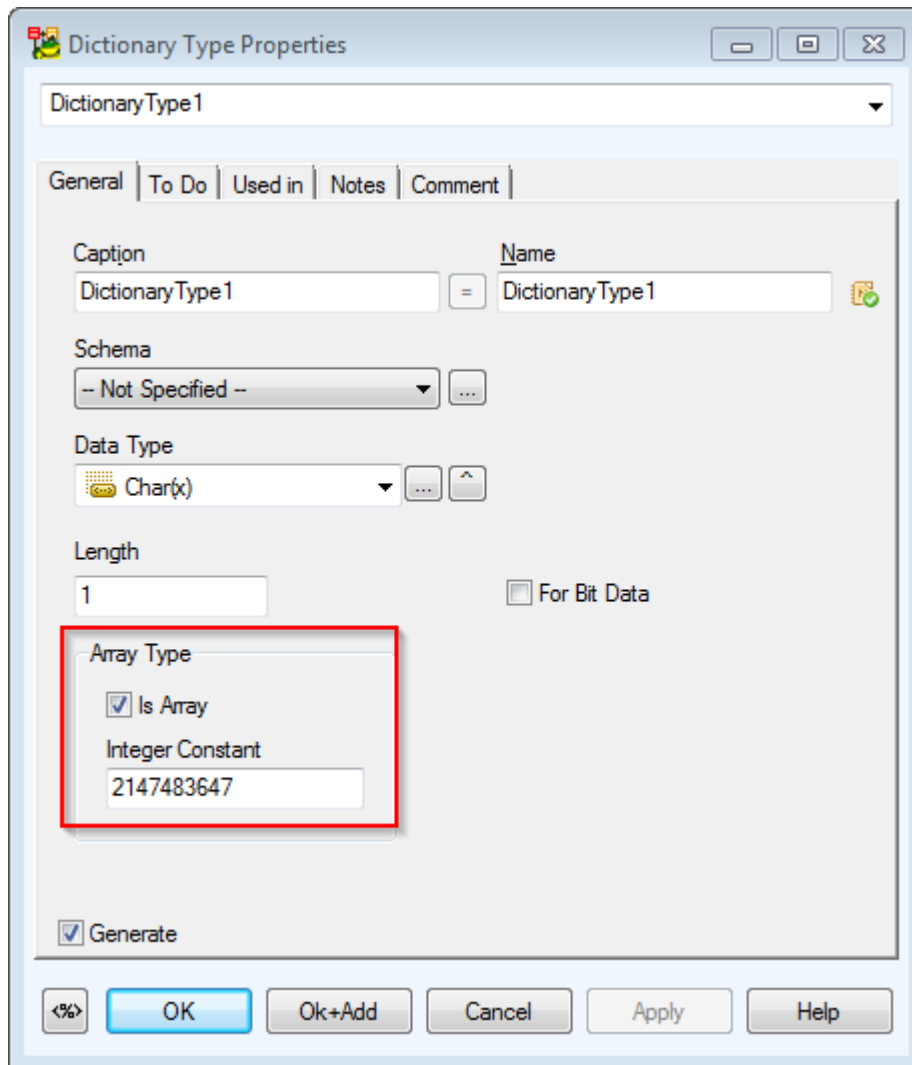 Dictionary Type Properties
DictionaryType1
General To Do Used in Notes Comment
Caption Name
DictionaryType1 = DictionaryType1
Schema
-- Not Specified -- ...
Data Type
Char(x) ... ^
Length
1 For Bit Data
Array Type
Is Array
Integer Constant
2147483647
Generate
<%> OK Ok+Add Cancel Apply Help